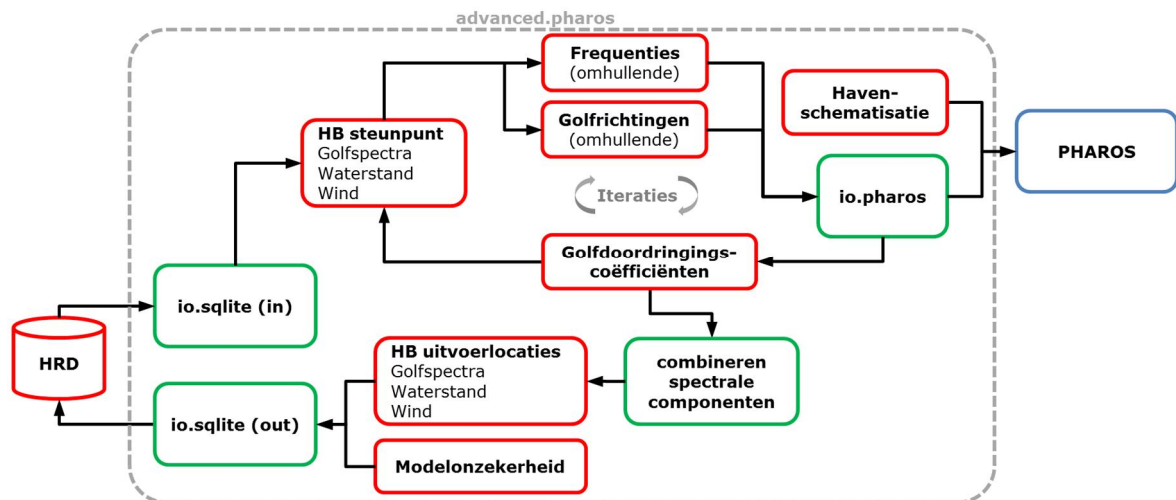 advanced.pharos
Frequenties
(omhullende)
Haven-
schematisatie
Golfrichtingen
(omhullende)
HB steunpunt
Golfspectra
Waterstand
Wind
PHAROS
Iteraties
io.pharos
Golfdoordringings-
coëfficiënten
io.sqlite (in)
HRD
HB uitvoerlocaties
Golfspectra
Waterstand
Wind
combineren
spectrale
componenten
io.sqlite (out)
Modelonzekerheid